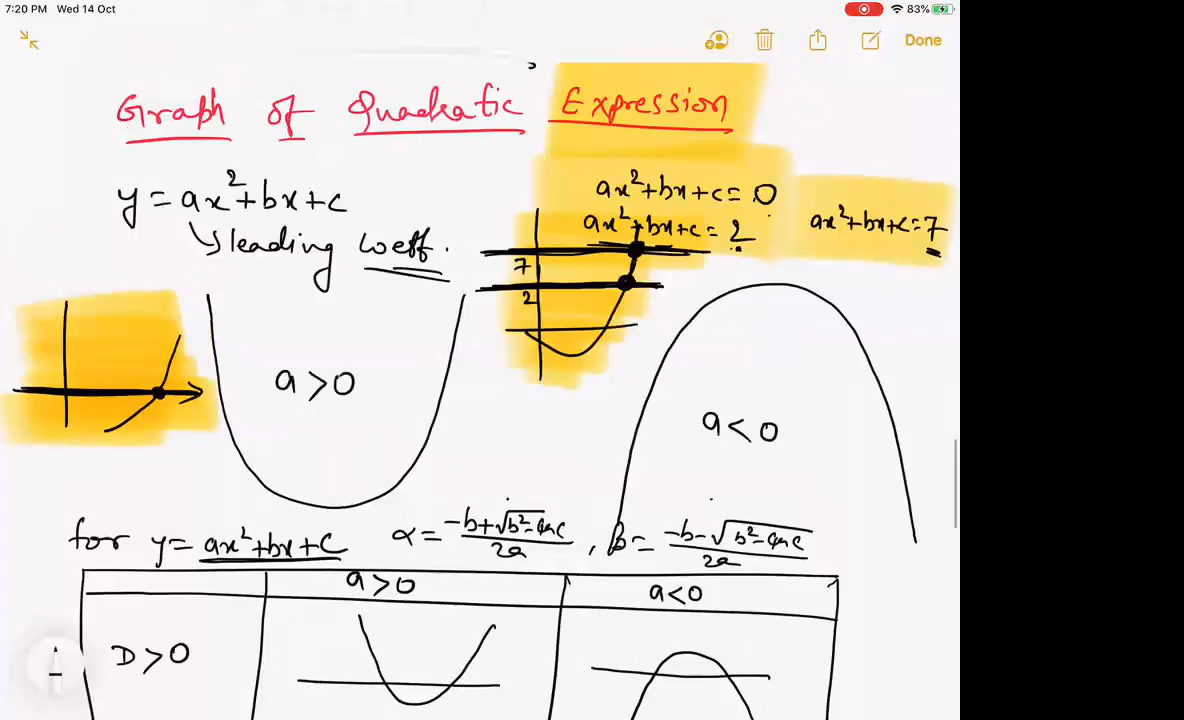 7:20 PM Wed 14 Oct
83%
Done
Graph of Quadratic Expression
y = ax²+bx+c
leading coeff.
ax²+bx+c = 0
ax²+bx+c = 2
ax²+bx+c = 7
7
2
a > 0
a < 0
for y = ax²+bx+c α = (-b+√(b²-4ac))/2a , β = (-b-√(b²-4ac))/2a
a > 0 a < 0
D > 0